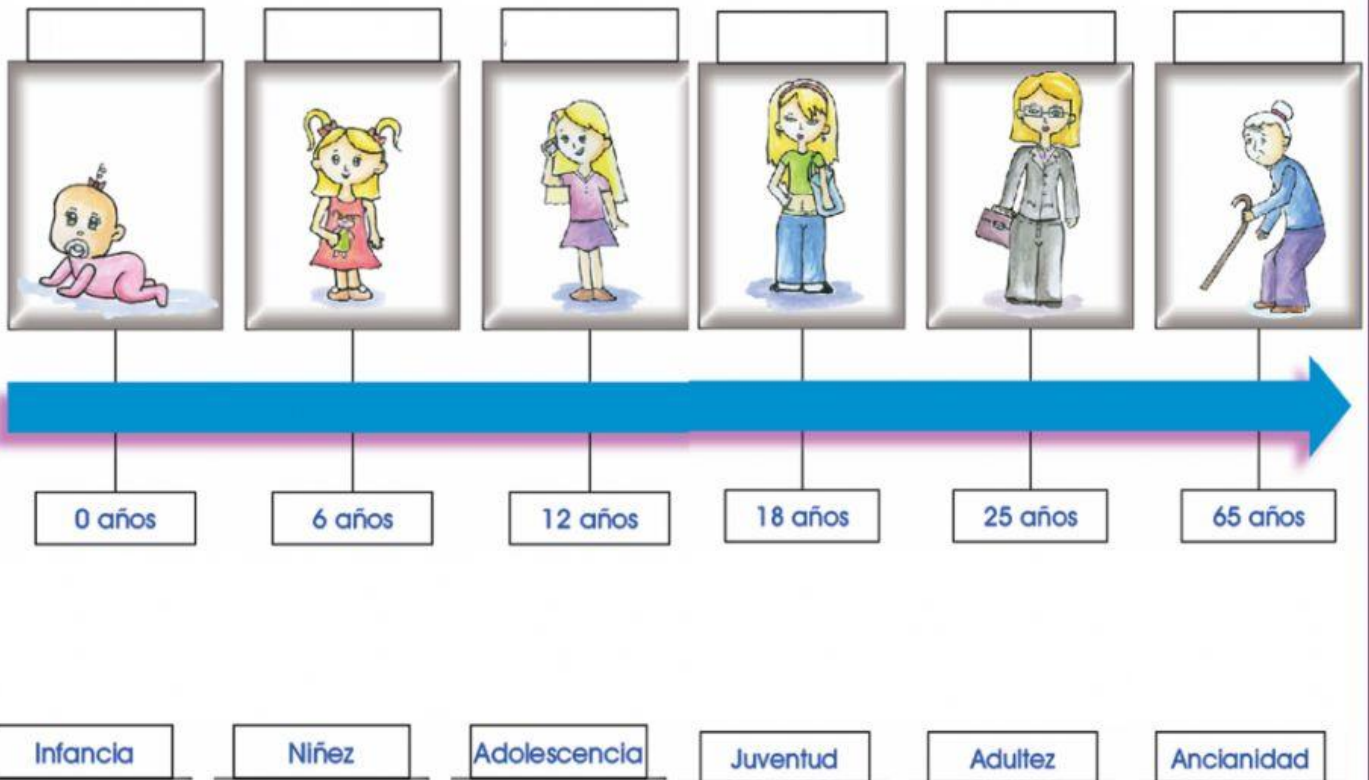 0 años
6 años
12 años
18 años
25 años
65 años
Infancia
Niñez
Adolescencia
Juventud
Adultez
Ancianidad